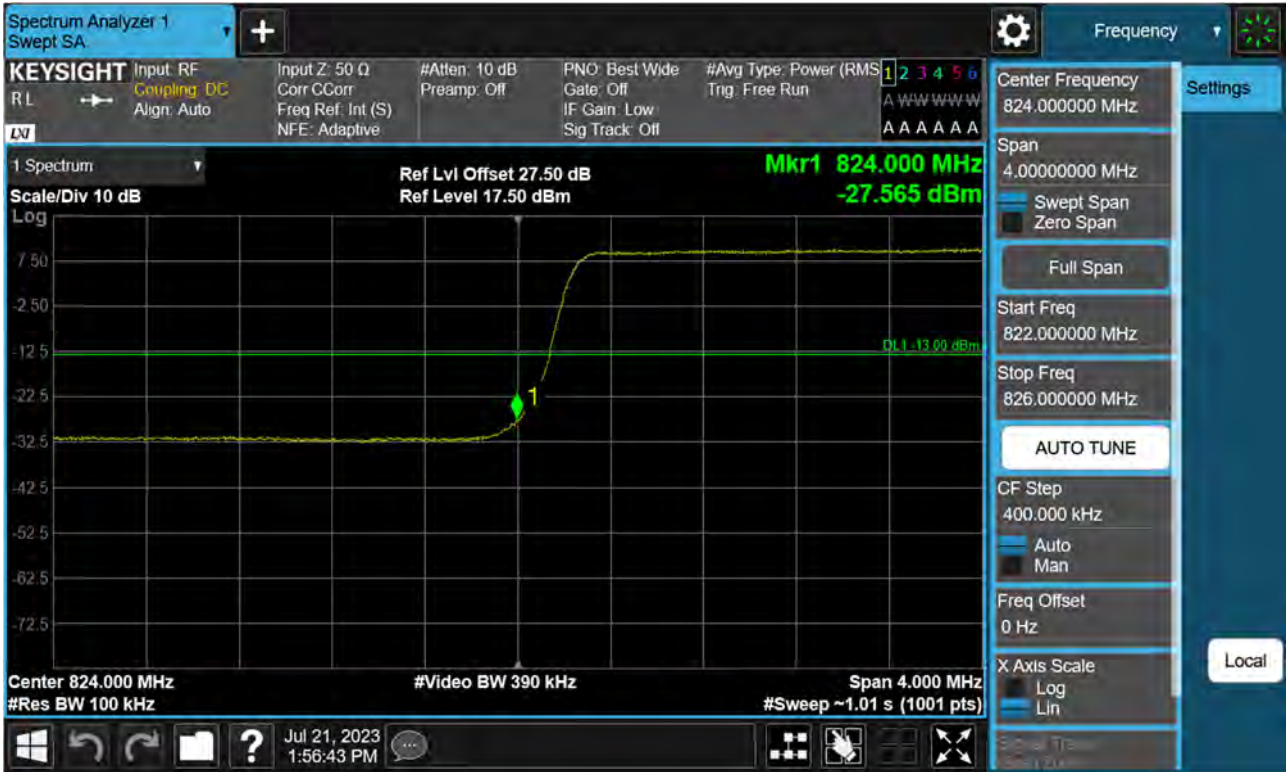 Spectrum Analyzer 1
Swept SA
+
Frequency
KEYSIGHT
RL
LXI
Input: RF
Coupling: DC
Align: Auto
Input Z: 50 Ω
Corr CCorr
Freq Ref: Int (S)
NFE: Adaptive
#Atten: 10 dB
Preamp: Off
PNO: Best Wide
Gate: Off
IF Gain: Low
Sig Track: Off
#Avg Type: Power (RMS
Trig: Free Run
1 2 3 4 5 6
A W W W W W
A A A A A A
1 Spectrum
Scale/Div 10 dB
Log
Ref Lvl Offset 27.50 dB
Ref Level 17.50 dBm
Mkr1 824.000 MHz
-27.565 dBm
7.50
-2.50
-12.5
DL1 -13.00 dBm
-22.5
1
-32.5
-42.5
-52.5
-62.5
-72.5
Center 824.000 MHz
#Res BW 100 kHz
#Video BW 390 kHz
Span 4.000 MHz
#Sweep ~1.01 s (1001 pts)
Center Frequency
824.000000 MHz
Settings
Span
4.00000000 MHz
Swept Span
Zero Span
Full Span
Start Freq
822.000000 MHz
Stop Freq
826.000000 MHz
AUTO TUNE
CF Step
400.000 kHz
Auto
Man
Freq Offset
0 Hz
X Axis Scale
Log
Lin
Local
?
Jul 21, 2023
1:56:43 PM